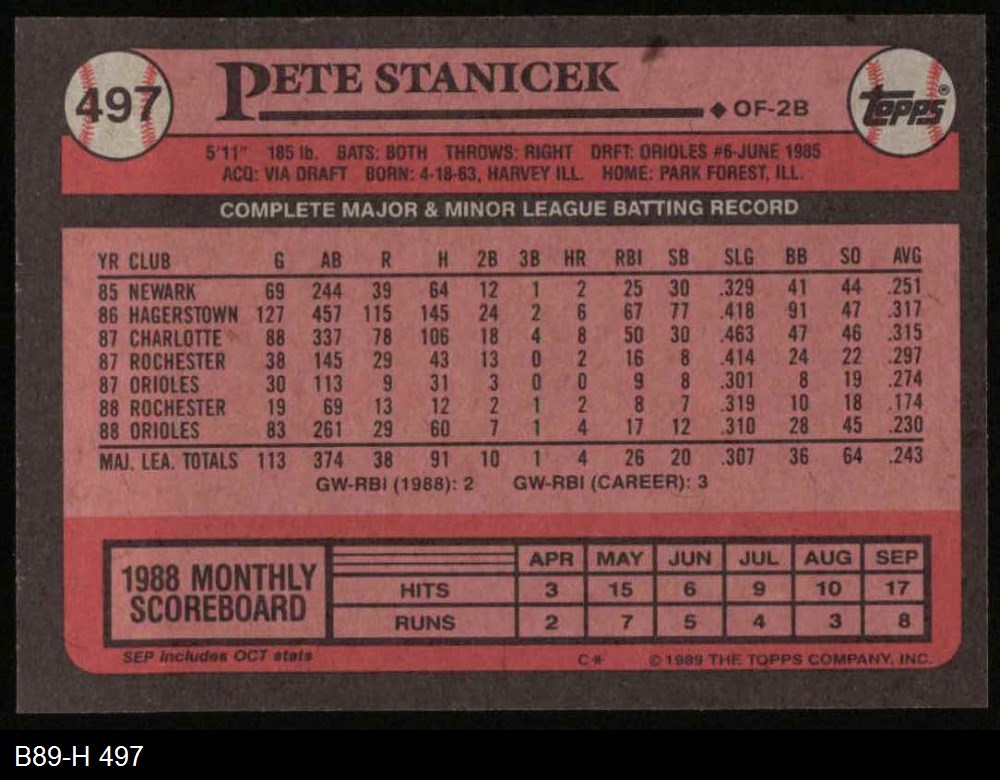 497
PETE STANICEK
◆ OF-2B
TOPPS®
5'11" 185 lb. BATS: BOTH THROWS: RIGHT DRFT: ORIOLES #6-JUNE 1985
ACQ: VIA DRAFT BORN: 4-18-63, HARVEY ILL. HOME: PARK FOREST, ILL.
COMPLETE MAJOR & MINOR LEAGUE BATTING RECORD
YR CLUB G AB R H 2B 3B HR RBI SB SLG BB SO AVG
85 NEWARK 69 244 39 64 12 1 2 25 30 .329 41 44 .251
86 HAGERSTOWN 127 457 115 145 24 2 6 67 77 .418 91 47 .317
87 CHARLOTTE 88 337 78 106 18 4 8 50 30 .463 47 46 .315
87 ROCHESTER 38 145 29 43 13 0 2 16 8 .414 24 22 .297
87 ORIOLES 30 113 9 31 3 0 0 9 8 .301 8 19 .274
88 ROCHESTER 19 69 13 12 2 1 2 8 7 .319 10 18 .174
88 ORIOLES 83 261 29 60 7 1 4 17 12 .310 28 45 .230
MAJ. LEA. TOTALS 113 374 38 91 10 1 4 26 20 .307 36 64 .243
GW-RBI (1988): 2 GW-RBI (CAREER): 3
1988 MONTHLY
SCOREBOARD
APR MAY JUN JUL AUG SEP
HITS 3 15 6 9 10 17
RUNS 2 7 5 4 3 8
SEP includes OCT stats
C* © 1989 THE TOPPS COMPANY, INC.
B89-H 497